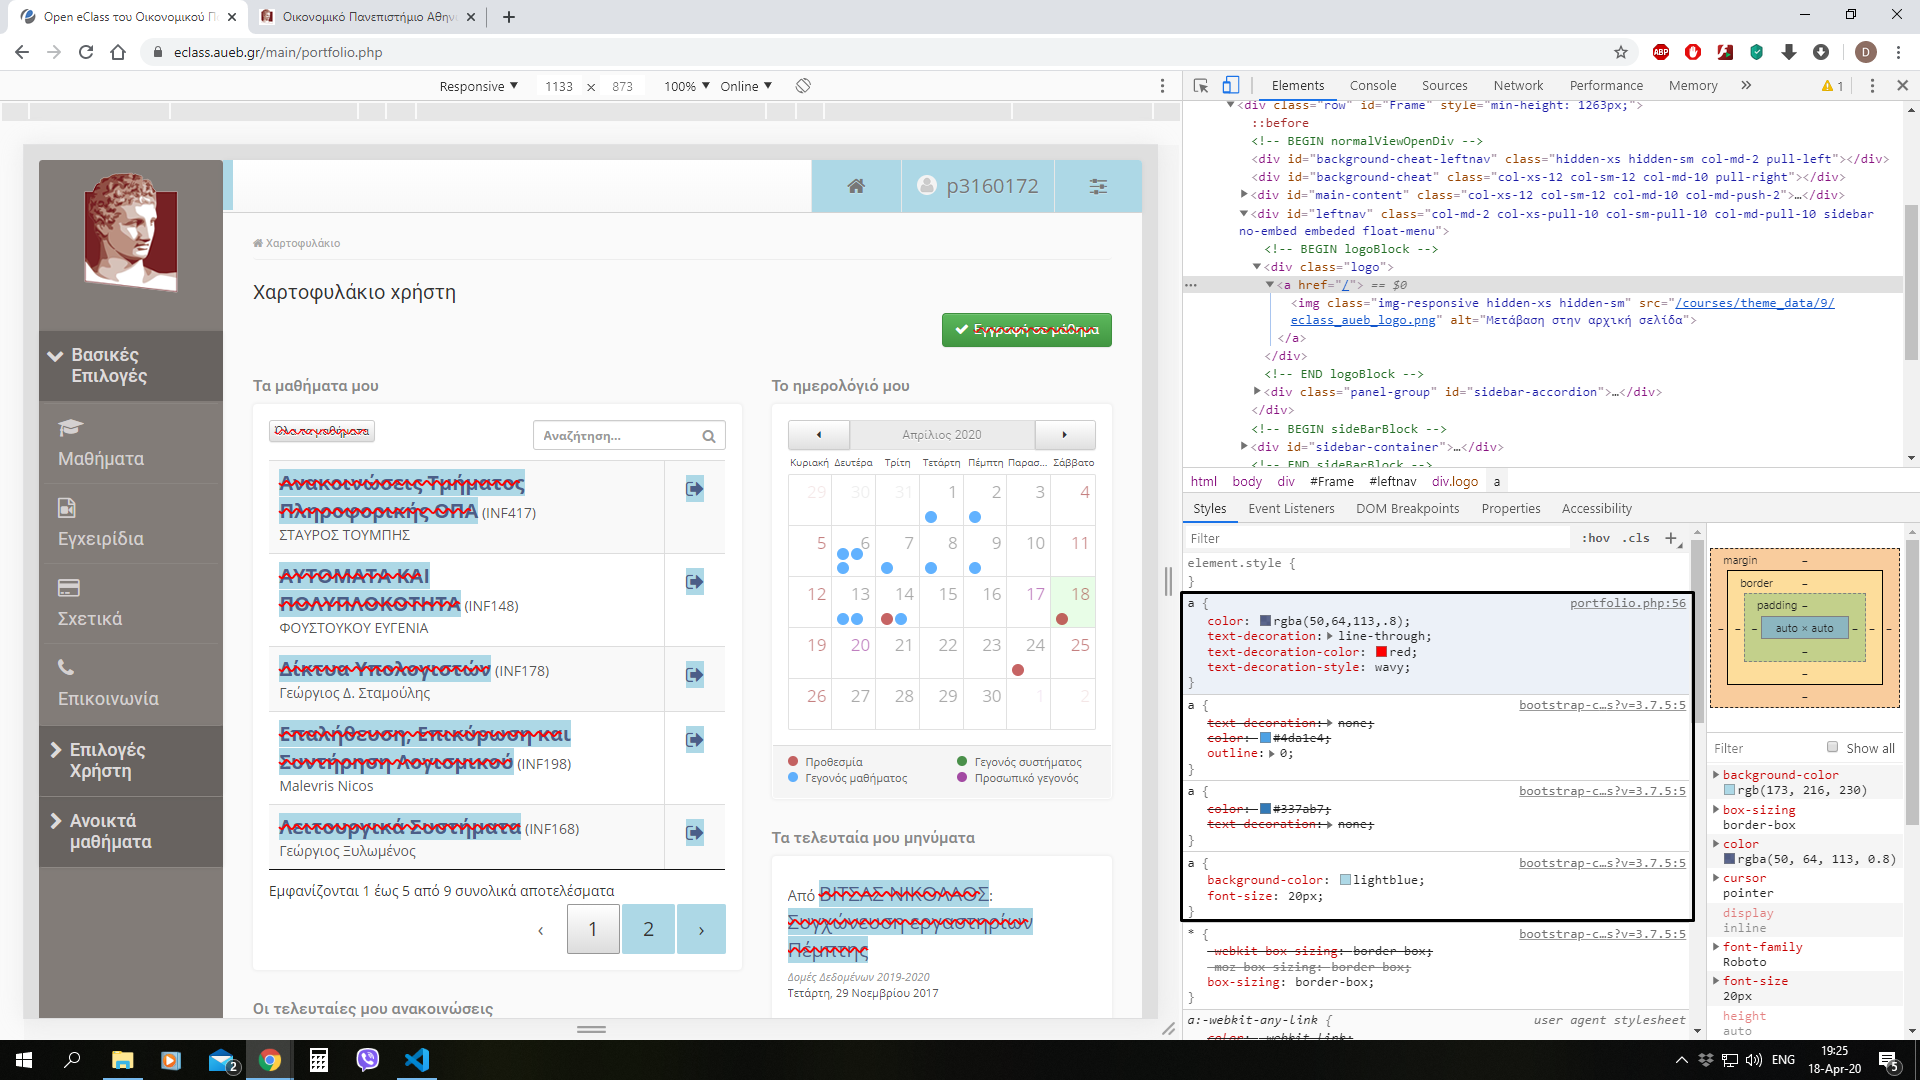 Open eClass του Οικονομικού Π
Οικονομικό Πανεπιστήμιο Αθην
eclass.aueb.gr/main/portfolio.php
ABP
D
Responsive
1133 × 873
100%
Online
Elements
Console
Sources
Network
Performance
Memory
1
p3160172
Χαρτοφυλάκιο
Χαρτοφυλάκιο χρήστη
Εγγραφή σε μάθημα
Βασικές
Επιλογές
Μαθήματα
Εγχειρίδια
Σχετικά
Επικοινωνία
Επιλογές
Χρήστη
Ανοικτά
μαθήματα
Τα μαθήματα μου
Όλα τα μαθήματα
Αναζήτηση...
Ανακοινώσεις Τμήματος
Πληροφορικής ΟΠΑ (INF417)
ΣΤΑΥΡΟΣ ΤΟΥΜΠΗΣ
ΑΥΤΟΜΑΤΑ ΚΑΙ
ΠΟΛΥΠΛΟΚΟΤΗΤΑ (INF148)
ΦΟΥΣΤΟΥΚΟΥ ΕΥΓΕΝΙΑ
Δίκτυα Υπολογιστών (INF178)
Γεώργιος Δ. Σταμούλης
Επαλήθευση, Επικύρωση και
Συντήρηση Λογισμικού (INF198)
Malevris Nicos
Λειτουργικά Συστήματα (INF168)
Γεώργιος Ξυλωμένος
Εμφανίζονται 1 έως 5 από 9 συνολικά αποτελέσματα
‹ 1 2 ›
Οι τελευταίες μου ανακοινώσεις
Το ημερολόγιό μου
Απρίλιος 2020
Κυριακή Δευτέρα Τρίτη Τετάρτη Πέμπτη Παρασ... Σάββατο
29 30 31 1 2 3 4
5 6 7 8 9 10 11
12 13 14 15 16 17 18
19 20 21 22 23 24 25
26 27 28 29 30 1 2
Προθεσμία
Γεγονός συστήματος
Γεγονός μαθήματος
Προσωπικό γεγονός
Τα τελευταία μου μηνύματα
Από ΒΙΤΣΑΣ ΝΙΚΟΛΑΟΣ:
Συγχώνευση εργαστηρίων
Πέμπτης
Δομές Δεδομένων 2019-2020
Τετάρτη, 29 Νοεμβρίου 2017
<div class="row" id="Frame" style="min-height: 1263px;">
::before
<!-- BEGIN normalViewOpenDiv -->
<div id="background-cheat-leftnav" class="hidden-xs hidden-sm col-md-2 pull-left"></div>
<div id="background-cheat" class="col-xs-12 col-sm-12 col-md-10 pull-right"></div>
<div id="main-content" class="col-xs-12 col-sm-12 col-md-10 col-md-push-2">…</div>
<div id="leftnav" class="col-md-2 col-xs-pull-10 col-sm-pull-10 col-md-pull-10 sidebar
no-embed embeded float-menu">
<!-- BEGIN logoBlock -->
<div class="logo">
<a href="/"> == $0
<img class="img-responsive hidden-xs hidden-sm" src="/courses/theme_data/9/
eclass_aueb_logo.png" alt="Μετάβαση στην αρχική σελίδα">
</a>
</div>
<!-- END logoBlock -->
<div class="panel-group" id="sidebar-accordion">…</div>
</div>
<!-- BEGIN sideBarBlock -->
<div id="sidebar-container">…</div>
<!-- END sideBarBlock -->
html body div #Frame #leftnav div.logo a
Styles
Event Listeners
DOM Breakpoints
Properties
Accessibility
Filter
:hov .cls +
element.style {
}
a {
portfolio.php:56
color: rgba(50,64,113,.8);
text-decoration: line-through;
text-decoration-color: red;
text-decoration-style: wavy;
}
a {
bootstrap-c…s?v=3.7.5:5
text-decoration: none;
color: #4da1e4;
outline: 0;
}
a {
bootstrap-c…s?v=3.7.5:5
color: #337ab7;
text-decoration: none;
}
a {
bootstrap-c…s?v=3.7.5:5
background-color: lightblue;
font-size: 20px;
}
* {
bootstrap-c…s?v=3.7.5:5
-webkit-box-sizing: border-box;
-moz-box-sizing: border-box;
box-sizing: border-box;
}
a:-webkit-any-link {
user agent stylesheet
color: -webkit-link;
margin –
border –
padding –
auto × auto
Filter
Show all
background-color
rgb(173, 216, 230)
box-sizing
border-box
color
rgba(50, 64, 113, 0.8)
cursor
pointer
display
inline
font-family
Roboto
font-size
20px
height
auto
2
ENG
19:25
18-Apr-20
5